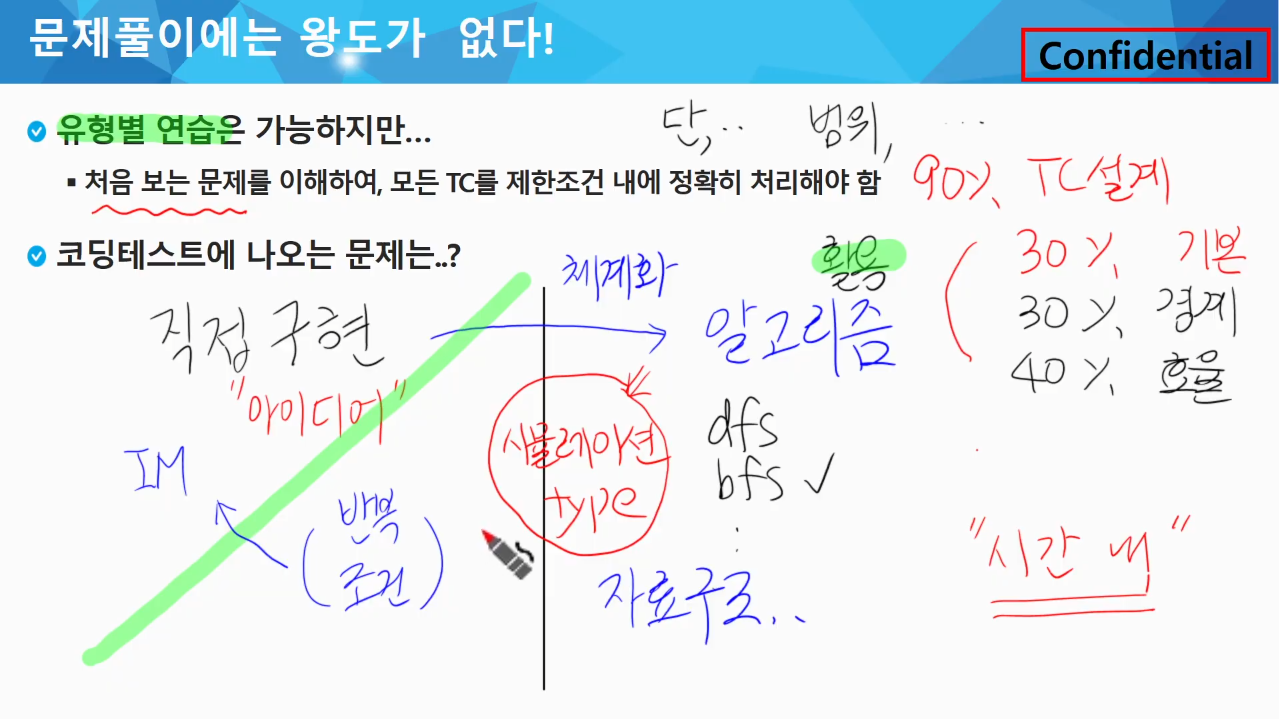 문제풀이에는 왕도가 없다!
Confidential
유형별 연습은 가능하지만...
단,.. 범위, ...
처음 보는 문제를 이해하여, 모든 TC를 제한조건 내에 정확히 처리해야 함
90% TC설계
코딩테스트에 나오는 문제는..?
체계화
활용
30% 기본
30% 경계
40% 효율
직접 구현
알고리즘
"아이디어"
시뮬레이션
type
dfs
bfs ✓
IM
반복
조건
자료구조..
"시간 내"